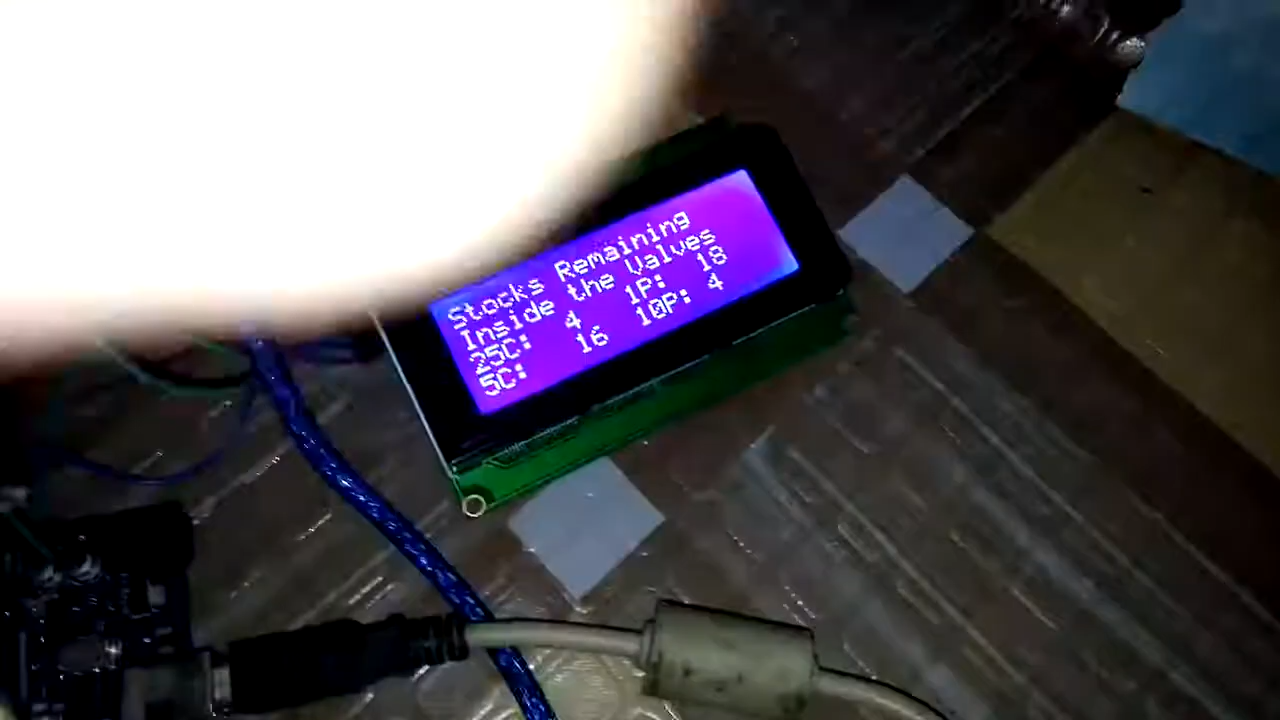 Stocks Remaining
Inside the Valves
25C: 4 1P: 18
5C: 16 10P: 4